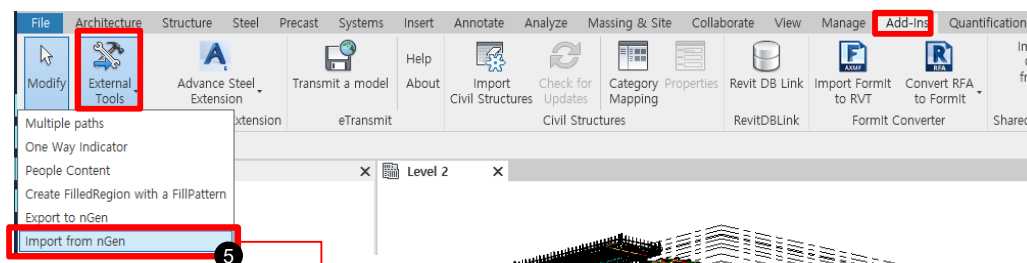 File Architecture Structure Steel Precast Systems Insert Annotate Analyze Massing & Site Collaborate View Manage Add-Ins Quantification
Modify
External
Tools
Advance Steel
Extension
Transmit a model
Help
About
Import
Civil Structures
Check for
Updates
Category
Mapping
Properties
Revit DB Link
Import FormIt
to RVT
Convert RFA
to FormIt
AXMF
RFA
xtension eTransmit Civil Structures RevitDBLink FormIt Converter Shared
Multiple paths
One Way Indicator
People Content
Create FilledRegion with a FillPattern
Export to nGen
Import from nGen
5
Level 2